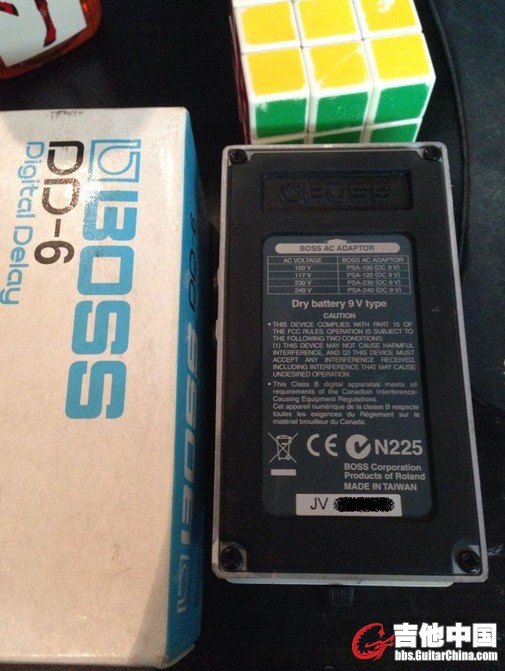 BOSS
DD-6
Digital Delay
BOSS
BOSS AC ADAPTOR
AC VOLTAGE BOSS AC ADAPTOR
100 V PSA-100 (DC 9 V)
117 V PSA-120 (DC 9 V)
230 V PSA-230 (DC 9 V)
240 V PSA-240 (DC 9 V)
Dry battery 9 V type
CAUTION
• THIS DEVICE COMPLIES WITH PART 15 OF
THE FCC RULES. OPERATION IS SUBJECT TO
THE FOLLOWING TWO CONDITIONS:
(1) THIS DEVICE MAY NOT CAUSE HARMFUL
INTERFERENCE, AND (2) THIS DEVICE MUST
ACCEPT ANY INTERFERENCE RECEIVED,
INCLUDING INTERFERENCE THAT MAY CAUSE
UNDESIRED OPERATION.
• This Class B digital apparatus meets all
requirements of the Canadian Interference-
Causing Equipment Regulations.
Cet appareil numérique de la classe B respecte
toutes les exigences du Règlement sur le
matériel brouilleur du Canada.
CE N225
BOSS Corporation
Products of Roland
MADE IN TAIWAN
JV
吉他中国
bbs.GuitarChina.com